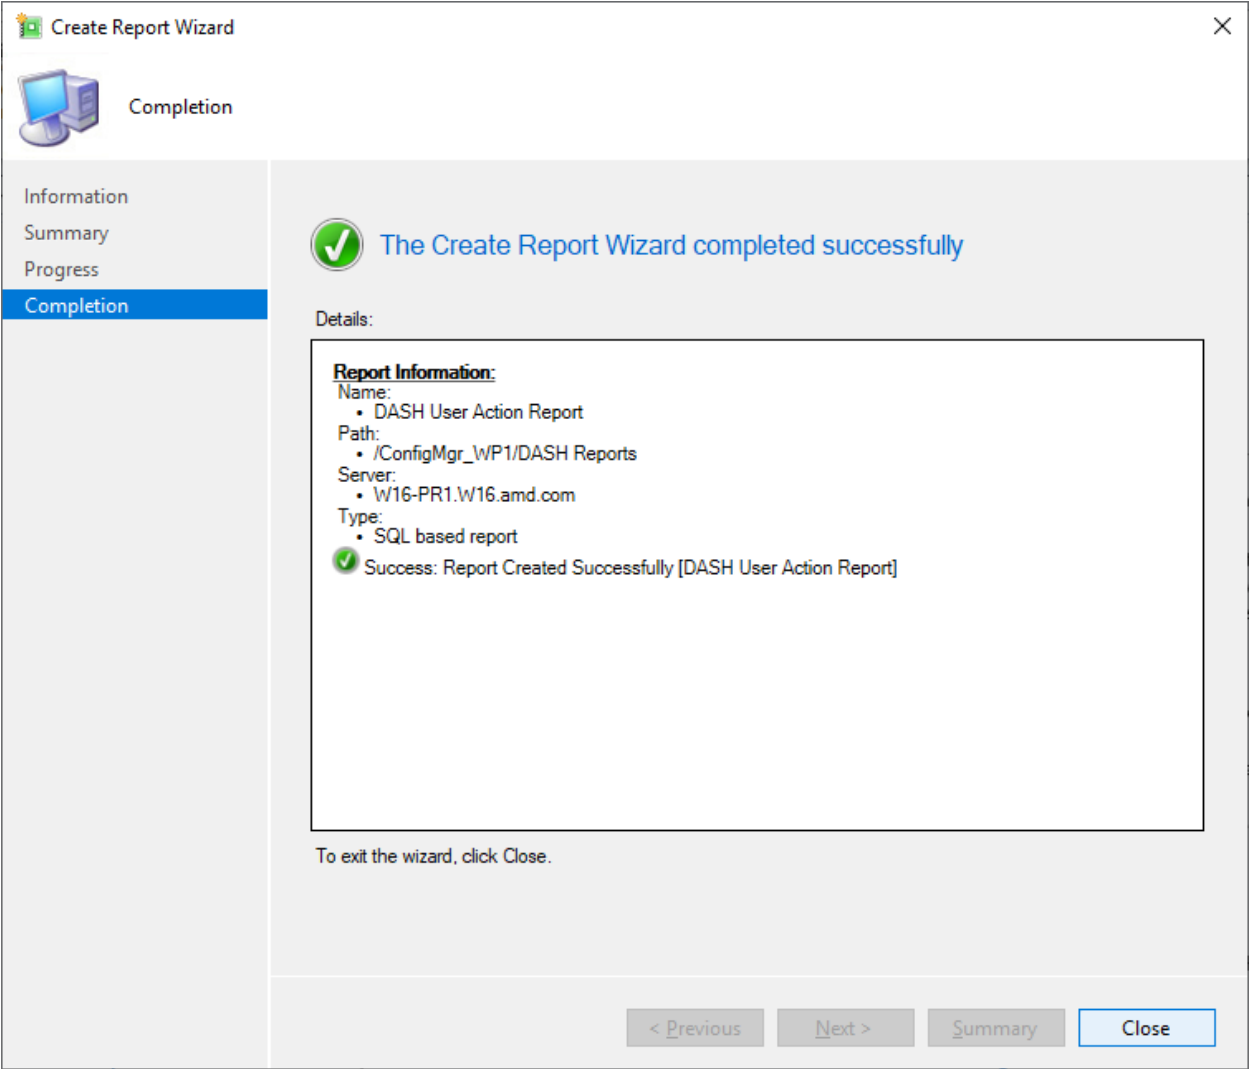 Create Report Wizard
Completion
Information
Summary
Progress
Completion
The Create Report Wizard completed successfully
Details:
Report Information:
Name:
• DASH User Action Report
Path:
• /ConfigMgr_WP1/DASH Reports
Server:
• W16-PR1.W16.amd.com
Type:
• SQL based report
Success: Report Created Successfully [DASH User Action Report]
To exit the wizard, click Close.
< Previous
Next >
Summary
Close